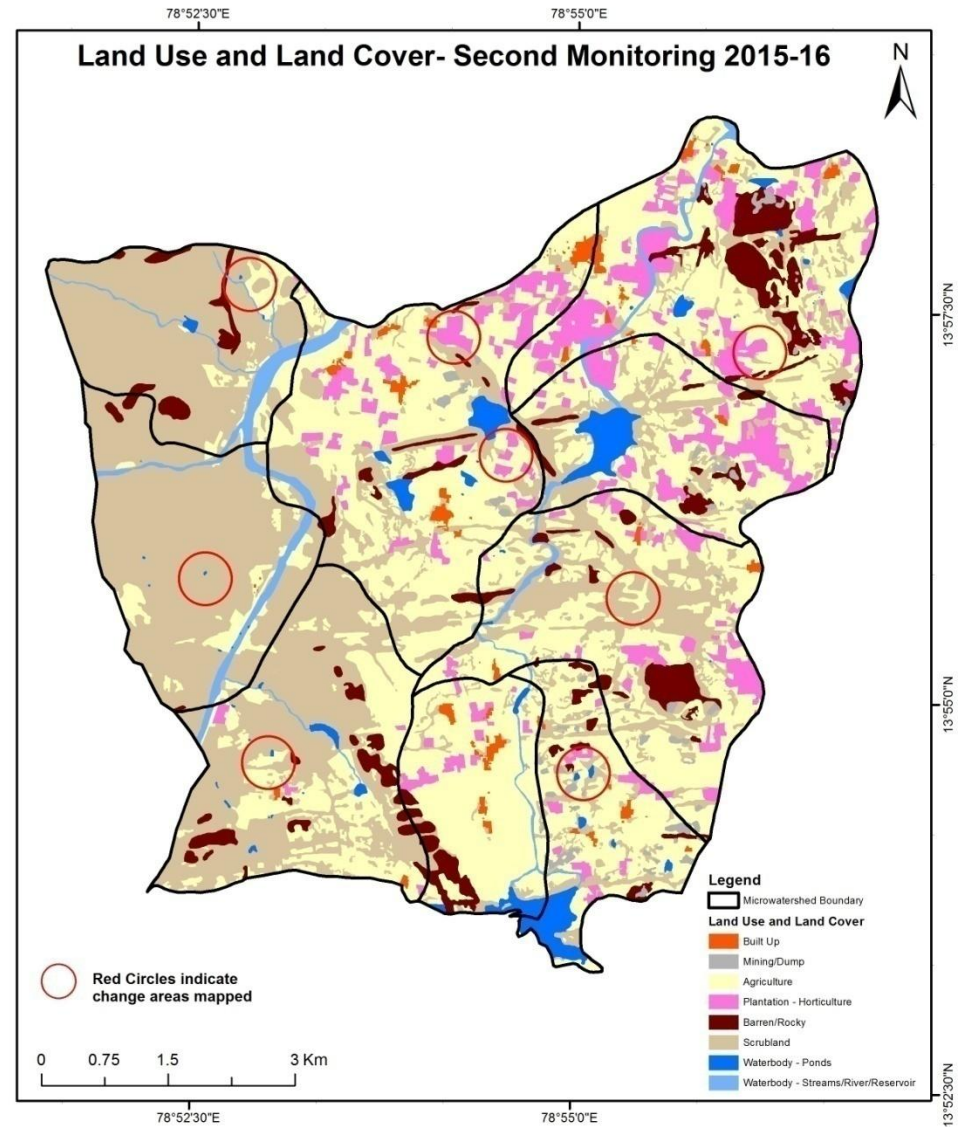 78°52'30"E
78°55'0"E
Land Use and Land Cover- Second Monitoring 2015-16
N
13°57'30"N
13°55'0"N
13°52'30"N
Legend
Microwatershed Boundary
Land Use and Land Cover
Built Up
Mining/Dump
Agriculture
Plantation - Horticulture
Barren/Rocky
Scrubland
Waterbody - Ponds
Waterbody - Streams/River/Reservoir
Red Circles indicate
change areas mapped
0 0.75 1.5 3 Km
78°52'30"E
78°55'0"E